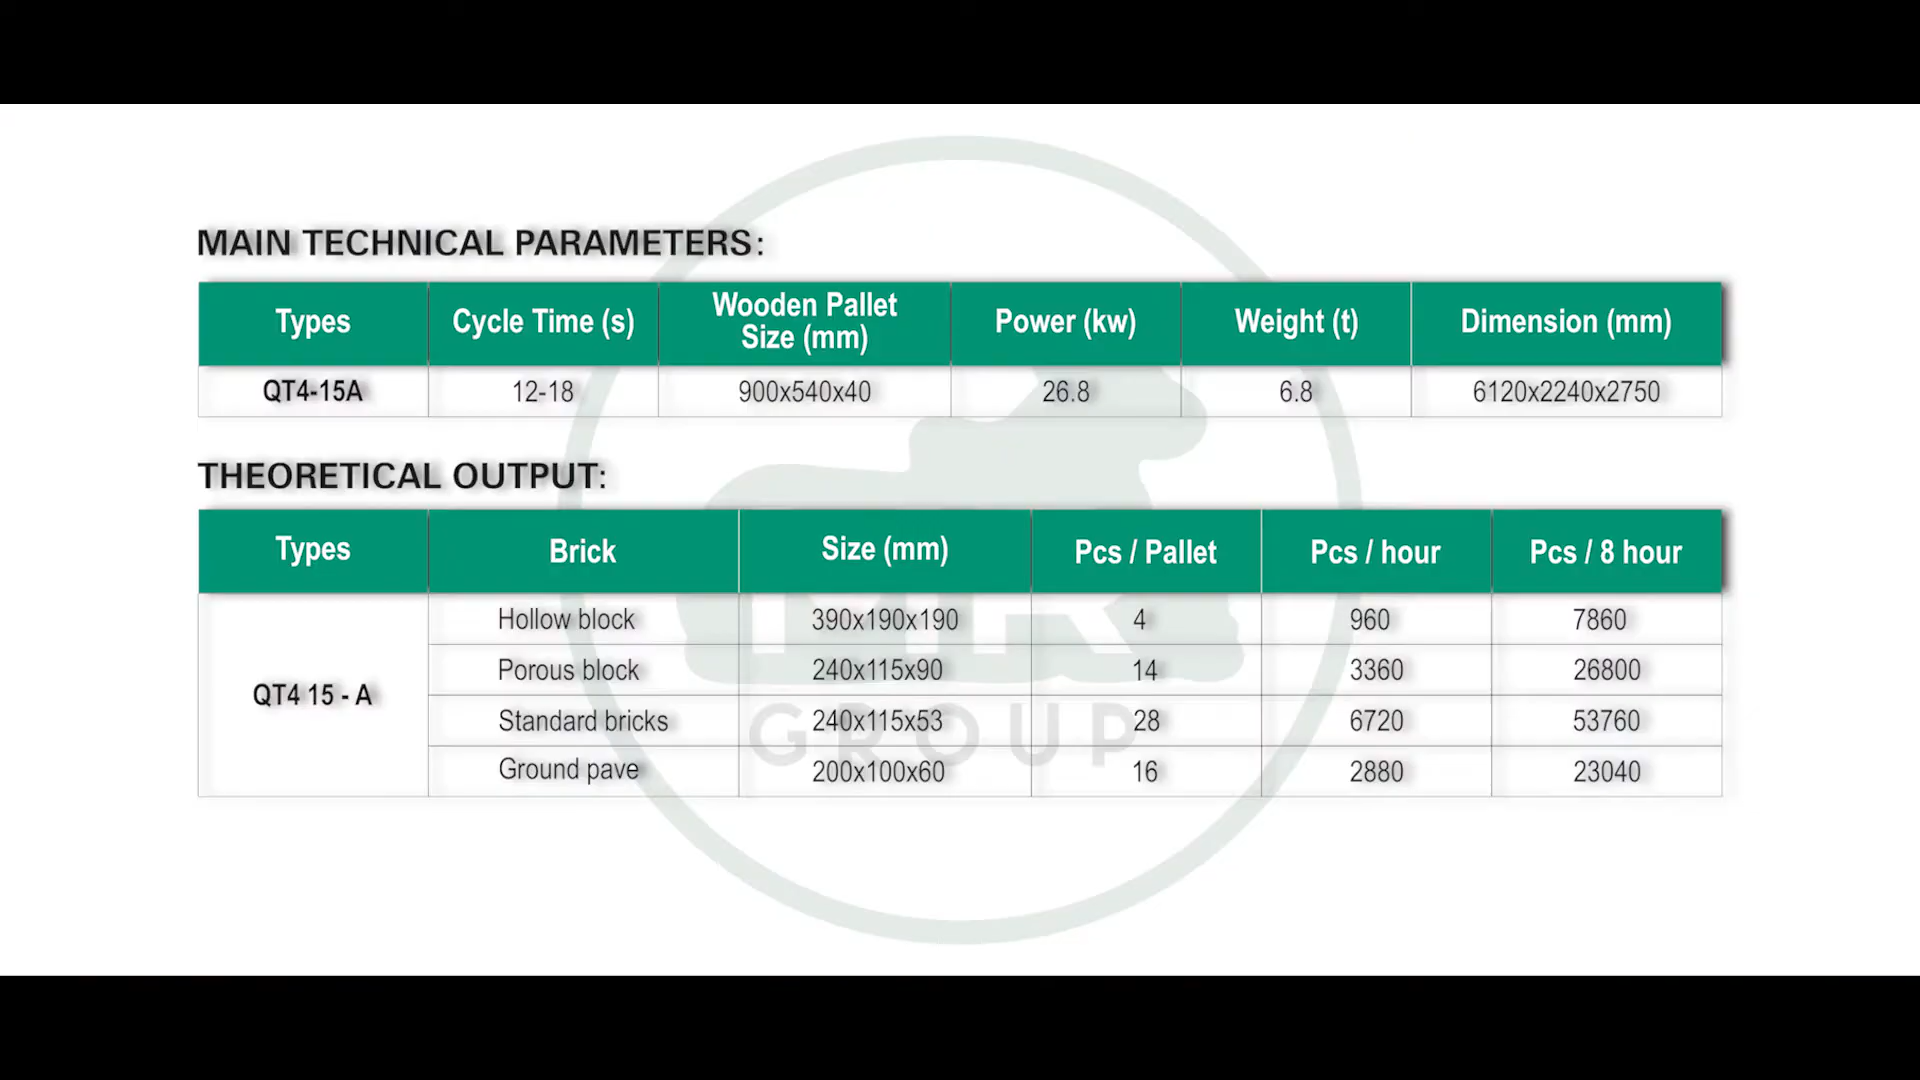 MAIN TECHNICAL PARAMETERS:
Types Cycle Time (s) Wooden Pallet Size (mm) Power (kw) Weight (t) Dimension (mm)
QT4-15A 12-18 900x540x40 26.8 6.8 6120x2240x2750
THEORETICAL OUTPUT:
Types Brick Size (mm) Pcs / Pallet Pcs / hour Pcs / 8 hour
QT4 15 - A
Hollow block 390x190x190 4 960 7860
Porous block 240x115x90 14 3360 26800
Standard bricks 240x115x53 28 6720 53760
Ground pave 200x100x60 16 2880 23040
GROUP